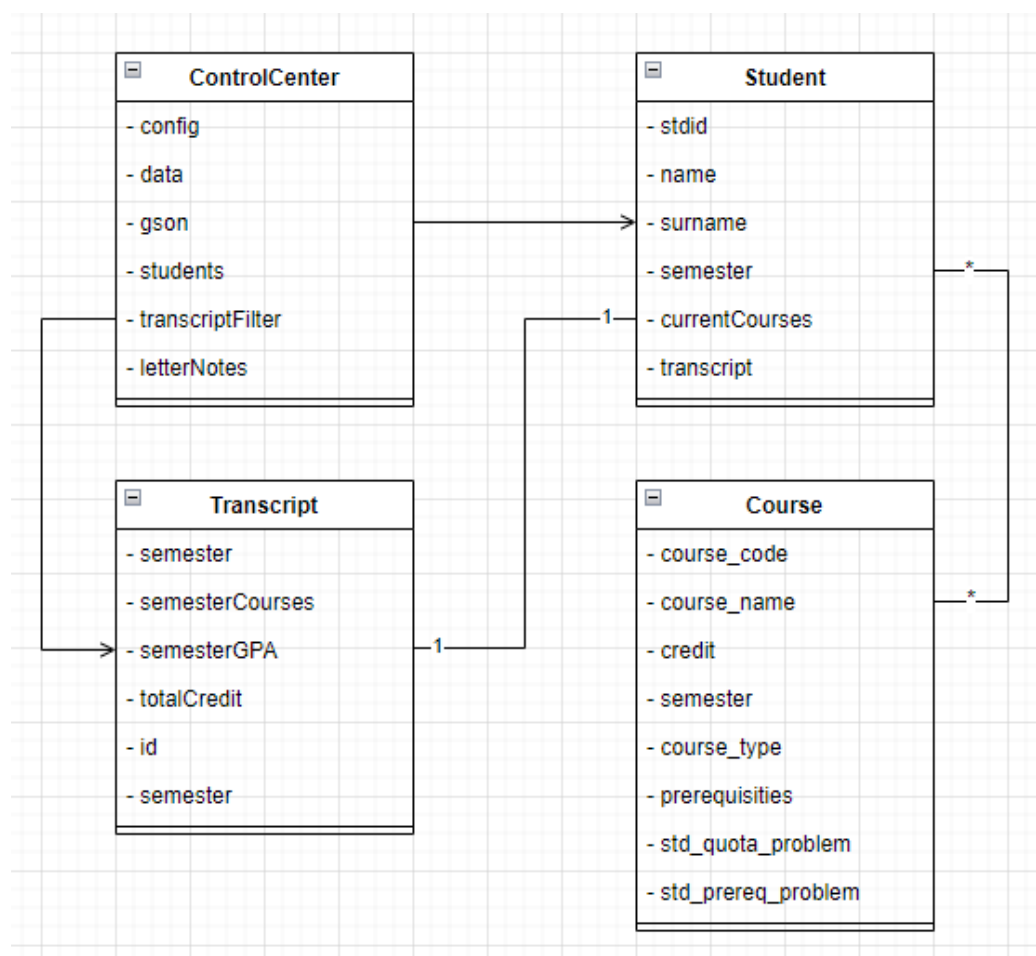 ControlCenter
- config
- data
- gson
- students
- transcriptFilter
- letterNotes
Student
- stdid
- name
- surname
- semester
- currentCourses
- transcript
*
1
Transcript
- semester
- semesterCourses
- semesterGPA
- totalCredit
- id
- semester
1
Course
- course_code
- course_name
- credit
- semester
- course_type
- prerequisities
- std_quota_problem
- std_prereq_problem
*